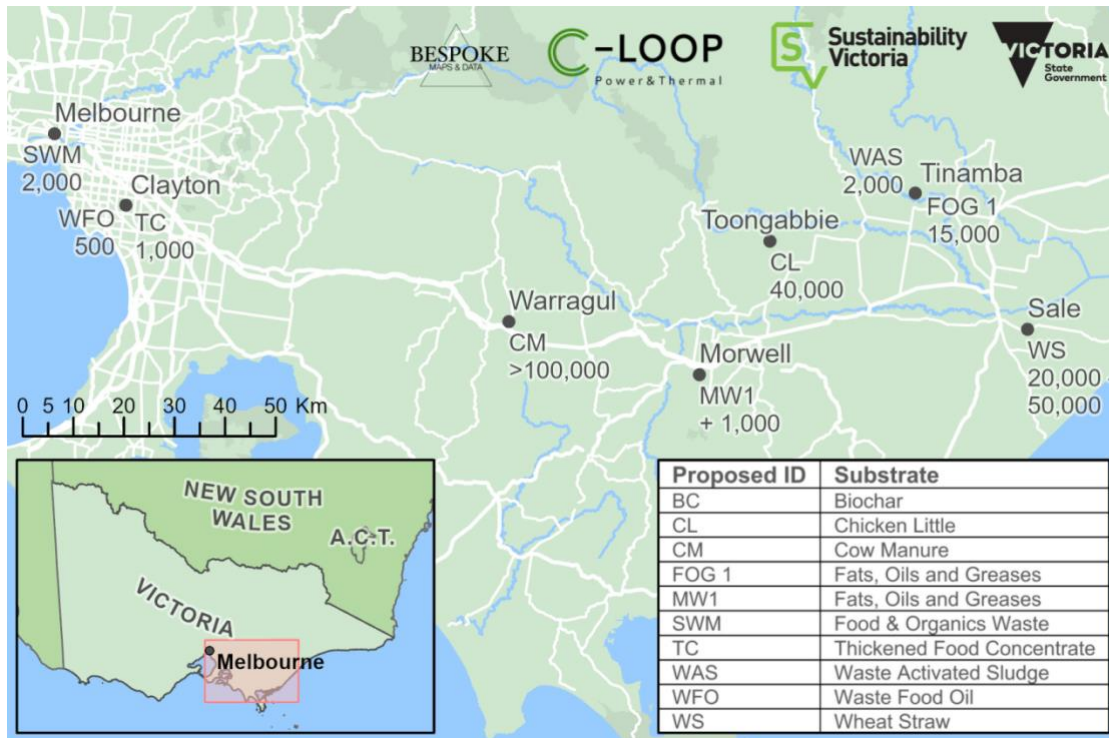 BESPOKE
MAPS & DATA
C-LOOP
Power&Thermal
S V
Sustainability
Victoria
VICTORIA
State
Government
Melbourne
SWM
2,000
Clayton
WFO
500
TC
1,000
Warragul
CM
>100,000
Morwell
MW1
+ 1,000
Toongabbie
CL
40,000
WAS
2,000
Tinamba
FOG 1
15,000
Sale
WS
20,000
50,000
0 5 10 20 30 40 50 Km
NEW SOUTH
WALES
A.C.T.
VICTORIA
Melbourne
Proposed ID Substrate
BC Biochar
CL Chicken Little
CM Cow Manure
FOG 1 Fats, Oils and Greases
MW1 Fats, Oils and Greases
SWM Food & Organics Waste
TC Thickened Food Concentrate
WAS Waste Activated Sludge
WFO Waste Food Oil
WS Wheat Straw